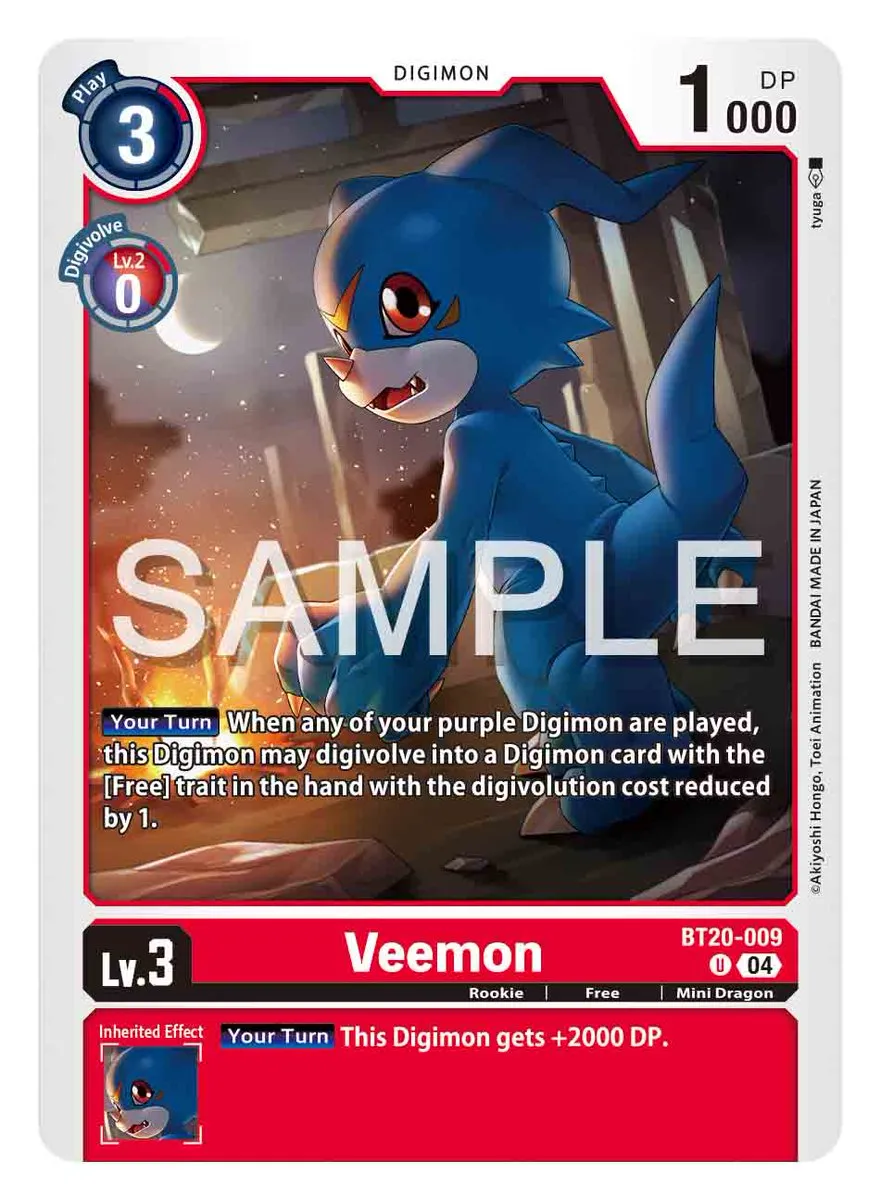 DIGIMON
Play
3
1000
DP
Digivolve
Lv.2
0
tyuga
SAMPLE
Your Turn When any of your purple Digimon are played,
this Digimon may digivolve into a Digimon card with the
[Free] trait in the hand with the digivolution cost reduced
by 1.
©Akiyoshi Hongo, Toei Animation BANDAI MADE IN JAPAN
Lv.3
Veemon
BT20-009
U 04
Rookie | Free | Mini Dragon
Inherited Effect
Your Turn This Digimon gets +2000 DP.